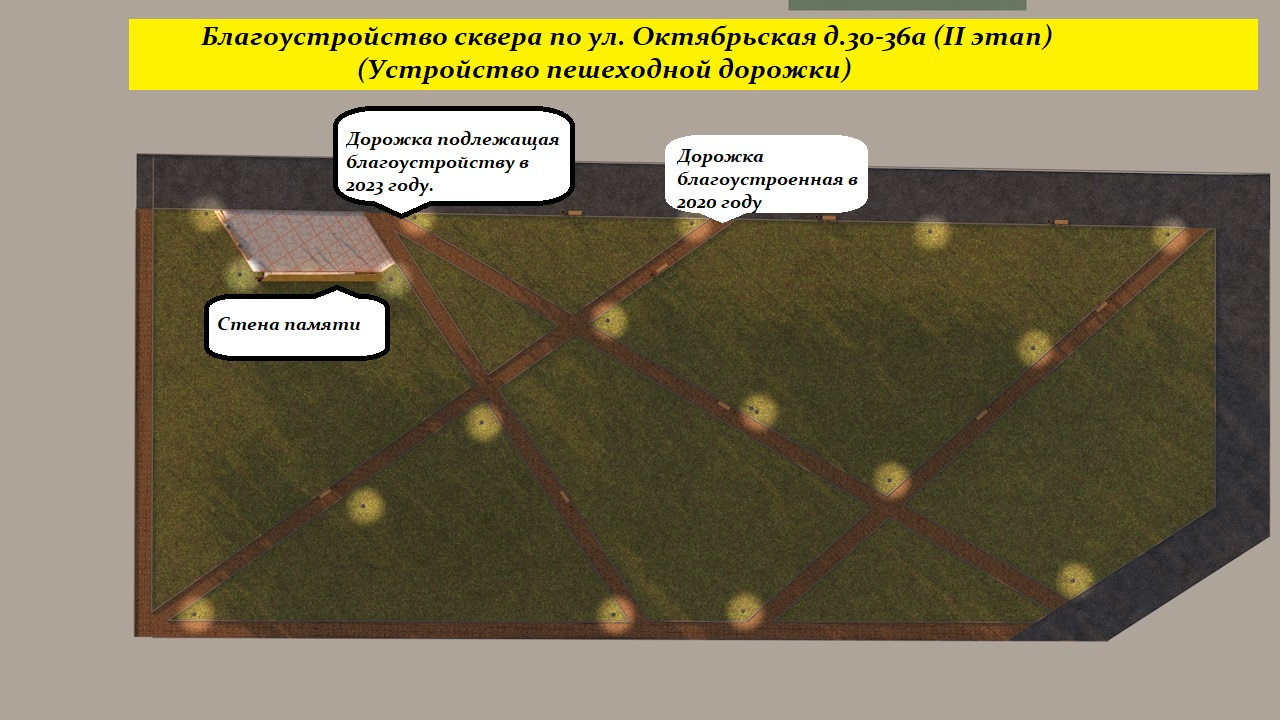 Благоустройство сквера по ул. Октябрьская д.30-36а (II этап)
(Устройство пешеходной дорожки)
Дорожка подлежащая
благоустройству в
2023 году.
Дорожка
благоустроенная в
2020 году
Стена памяти